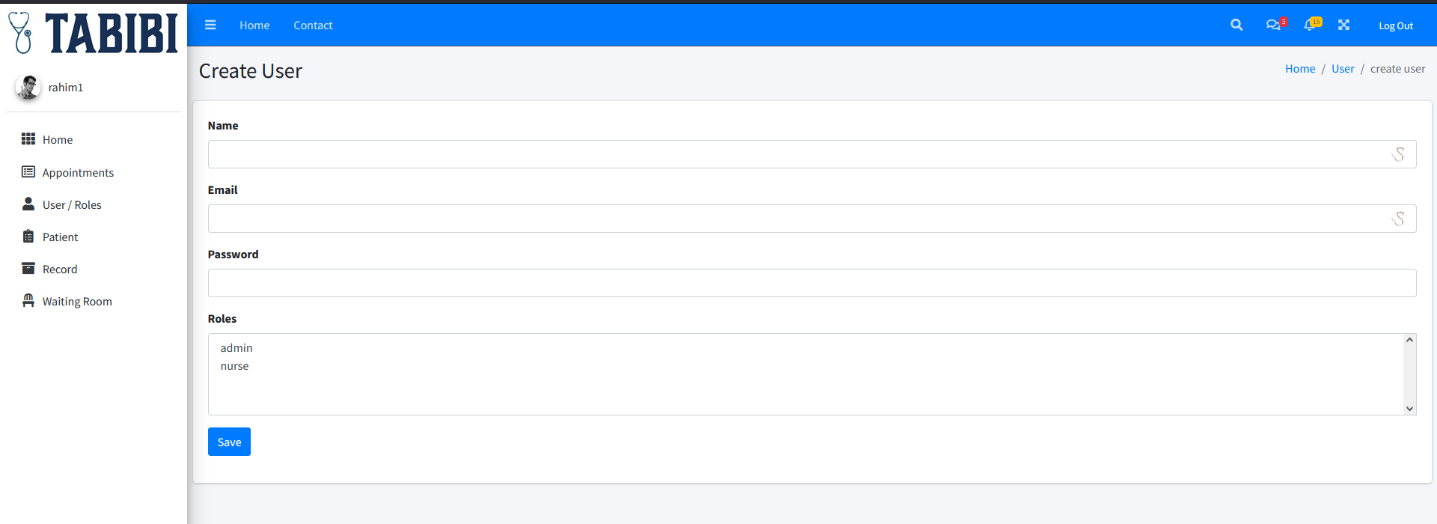 TABIBI
Home Contact 3 15 Log Out
rahim1
Home
Appointments
User / Roles
Patient
Record
Waiting Room
Create User
Home / User / create user
Name
Email
Password
Roles
admin
nurse
Save